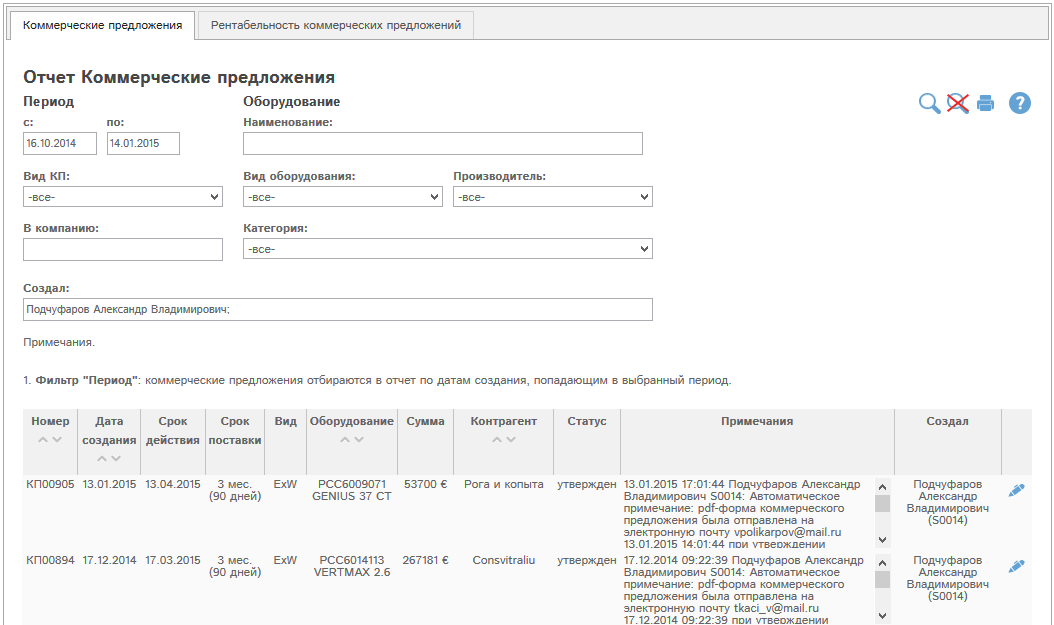 Коммерческие предложения
Рентабельность коммерческих предложений
Отчет Коммерческие предложения
Период
Оборудование
с:
по:
Наименование:
16.10.2014
14.01.2015
Вид КП:
Вид оборудования:
Производитель:
-все-
-все-
-все-
В компанию:
Категория:
-все-
Создал:
Подчуфаров Александр Владимирович;
Примечания.
1. Фильтр "Период": коммерческие предложения отбираются в отчет по датам создания, попадающим в выбранный период.
Номер
Дата
создания
Срок
действия
Срок
поставки
Вид
Оборудование
Сумма
Контрагент
Статус
Примечания
Создал
КП00905
13.01.2015
13.04.2015
3 мес.
(90 дней)
ExW
PCC6009071
GENIUS 37 CT
53700 €
Рога и копыта
утвержден
13.01.2015 17:01:44 Подчуфаров Александр
Владимирович S0014: Автоматическое
примечание: pdf-форма коммерческого
предложения была отправлена на
электронную почту vpolikarpov@mail.ru
13.01.2015 14:01:44 при утверждении
Подчуфаров
Александр
Владимирович
(S0014)
КП00894
17.12.2014
17.03.2015
3 мес.
(90 дней)
ExW
PCC6014113
VERTMAX 2.6
267181 €
Consvitraliu
утвержден
17.12.2014 09:22:39 Подчуфаров Александр
Владимирович S0014: Автоматическое
примечание: pdf-форма коммерческого
предложения была отправлена на
электронную почту tkaci_v@mail.ru
17.12.2014 09:22:39 при утверждении
Подчуфаров
Александр
Владимирович
(S0014)